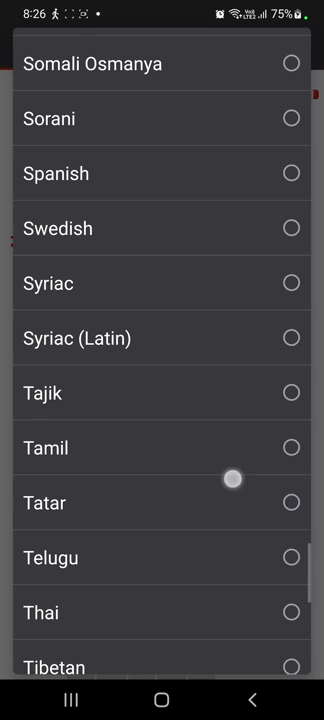 8:26 75%
Somali Osmanya
Sorani
Spanish
Swedish
Syriac
Syriac (Latin)
Tajik
Tamil
Tatar
Telugu
Thai
Tibetan